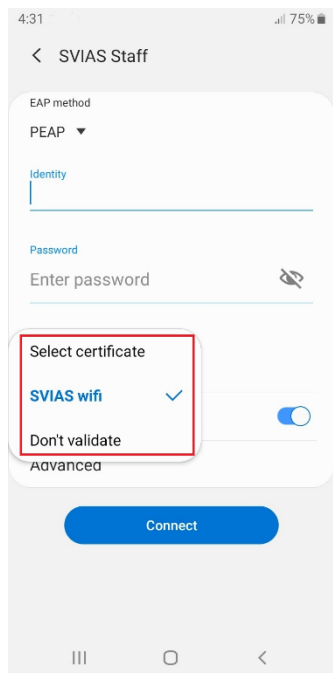 4:31
75%
SVIAS Staff
EAP method
PEAP
Identity
Password
Enter password
Select certificate
SVIAS wifi
Don't validate
Advanced
Connect